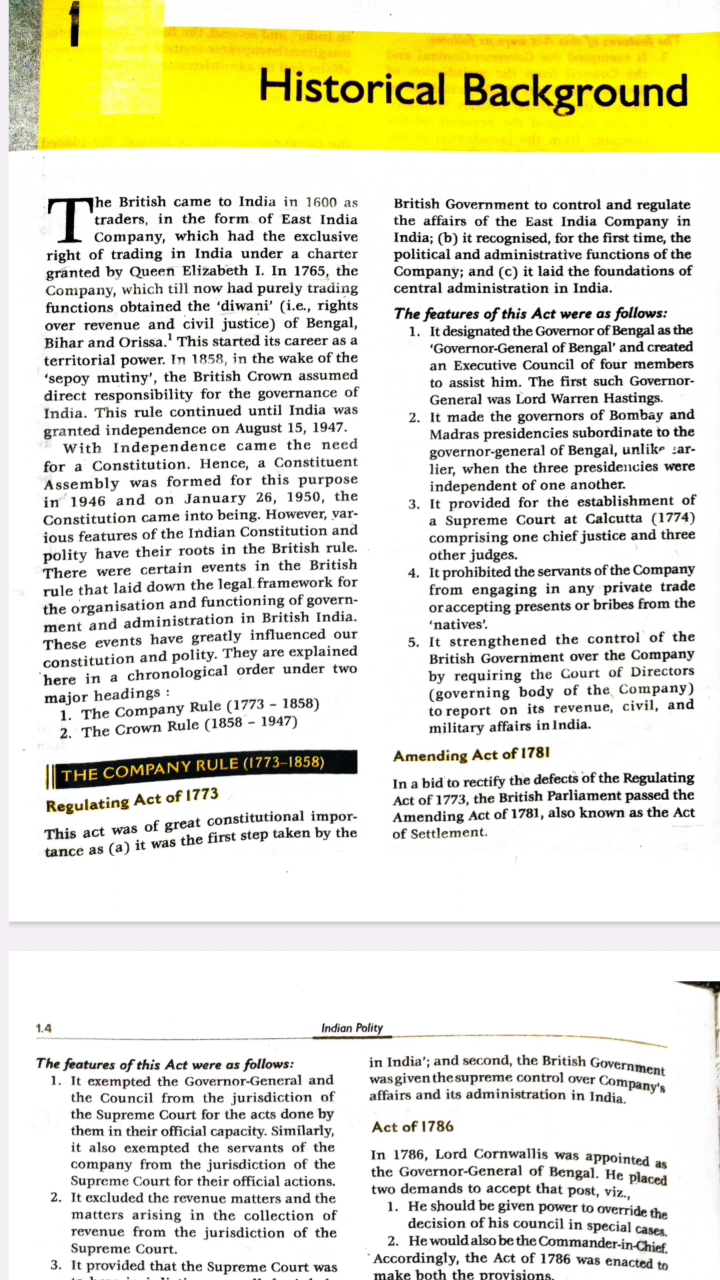 1
Historical Background
The British came to India in 1600 as
traders, in the form of East India
Company, which had the exclusive
right of trading in India under a charter
granted by Queen Elizabeth I. In 1765, the
Company, which till now had purely trading
functions obtained the ‘diwani’ (i.e., rights
over revenue and civil justice) of Bengal,
Bihar and Orissa.¹ This started its career as a
territorial power. In 1858, in the wake of the
‘sepoy mutiny’, the British Crown assumed
direct responsibility for the governance of
India. This rule continued until India was
granted independence on August 15, 1947.
With Independence came the need
for a Constitution. Hence, a Constituent
Assembly was formed for this purpose
in 1946 and on January 26, 1950, the
Constitution came into being. However, var-
ious features of the Indian Constitution and
polity have their roots in the British rule.
There were certain events in the British
rule that laid down the legal framework for
the organisation and functioning of govern-
ment and administration in British India.
These events have greatly influenced our
constitution and polity. They are explained
here in a chronological order under two
major headings :
1. The Company Rule (1773 – 1858)
2. The Crown Rule (1858 – 1947)
THE COMPANY RULE (1773–1858)
Regulating Act of 1773
This act was of great constitutional impor-
tance as (a) it was the first step taken by the
British Government to control and regulate
the affairs of the East India Company in
India; (b) it recognised, for the first time, the
political and administrative functions of the
Company; and (c) it laid the foundations of
central administration in India.
The features of this Act were as follows:
1. It designated the Governor of Bengal as the
‘Governor-General of Bengal’ and created
an Executive Council of four members
to assist him. The first such Governor-
General was Lord Warren Hastings.
2. It made the governors of Bombay and
Madras presidencies subordinate to the
governor-general of Bengal, unlike ear-
lier, when the three presidencies were
independent of one another.
3. It provided for the establishment of
a Supreme Court at Calcutta (1774)
comprising one chief justice and three
other judges.
4. It prohibited the servants of the Company
from engaging in any private trade
or accepting presents or bribes from the
‘natives’.
5. It strengthened the control of the
British Government over the Company
by requiring the Court of Directors
(governing body of the Company)
to report on its revenue, civil, and
military affairs in India.
Amending Act of 1781
In a bid to rectify the defects of the Regulating
Act of 1773, the British Parliament passed the
Amending Act of 1781, also known as the Act
of Settlement.
1.4
Indian Polity
The features of this Act were as follows:
1. It exempted the Governor-General and
the Council from the jurisdiction of
the Supreme Court for the acts done by
them in their official capacity. Similarly,
it also exempted the servants of the
company from the jurisdiction of the
Supreme Court for their official actions.
2. It excluded the revenue matters and the
matters arising in the collection of
revenue from the jurisdiction of the
Supreme Court.
3. It provided that the Supreme Court was
in India’; and second, the British Government
was given the supreme control over Company’s
affairs and its administration in India.
Act of 1786
In 1786, Lord Cornwallis was appointed as
the Governor-General of Bengal. He placed
two demands to accept that post, viz.,
1. He should be given power to override the
decision of his council in special cases.
2. He would also be the Commander-in-Chief.
Accordingly, the Act of 1786 was enacted to
make both the provisions.